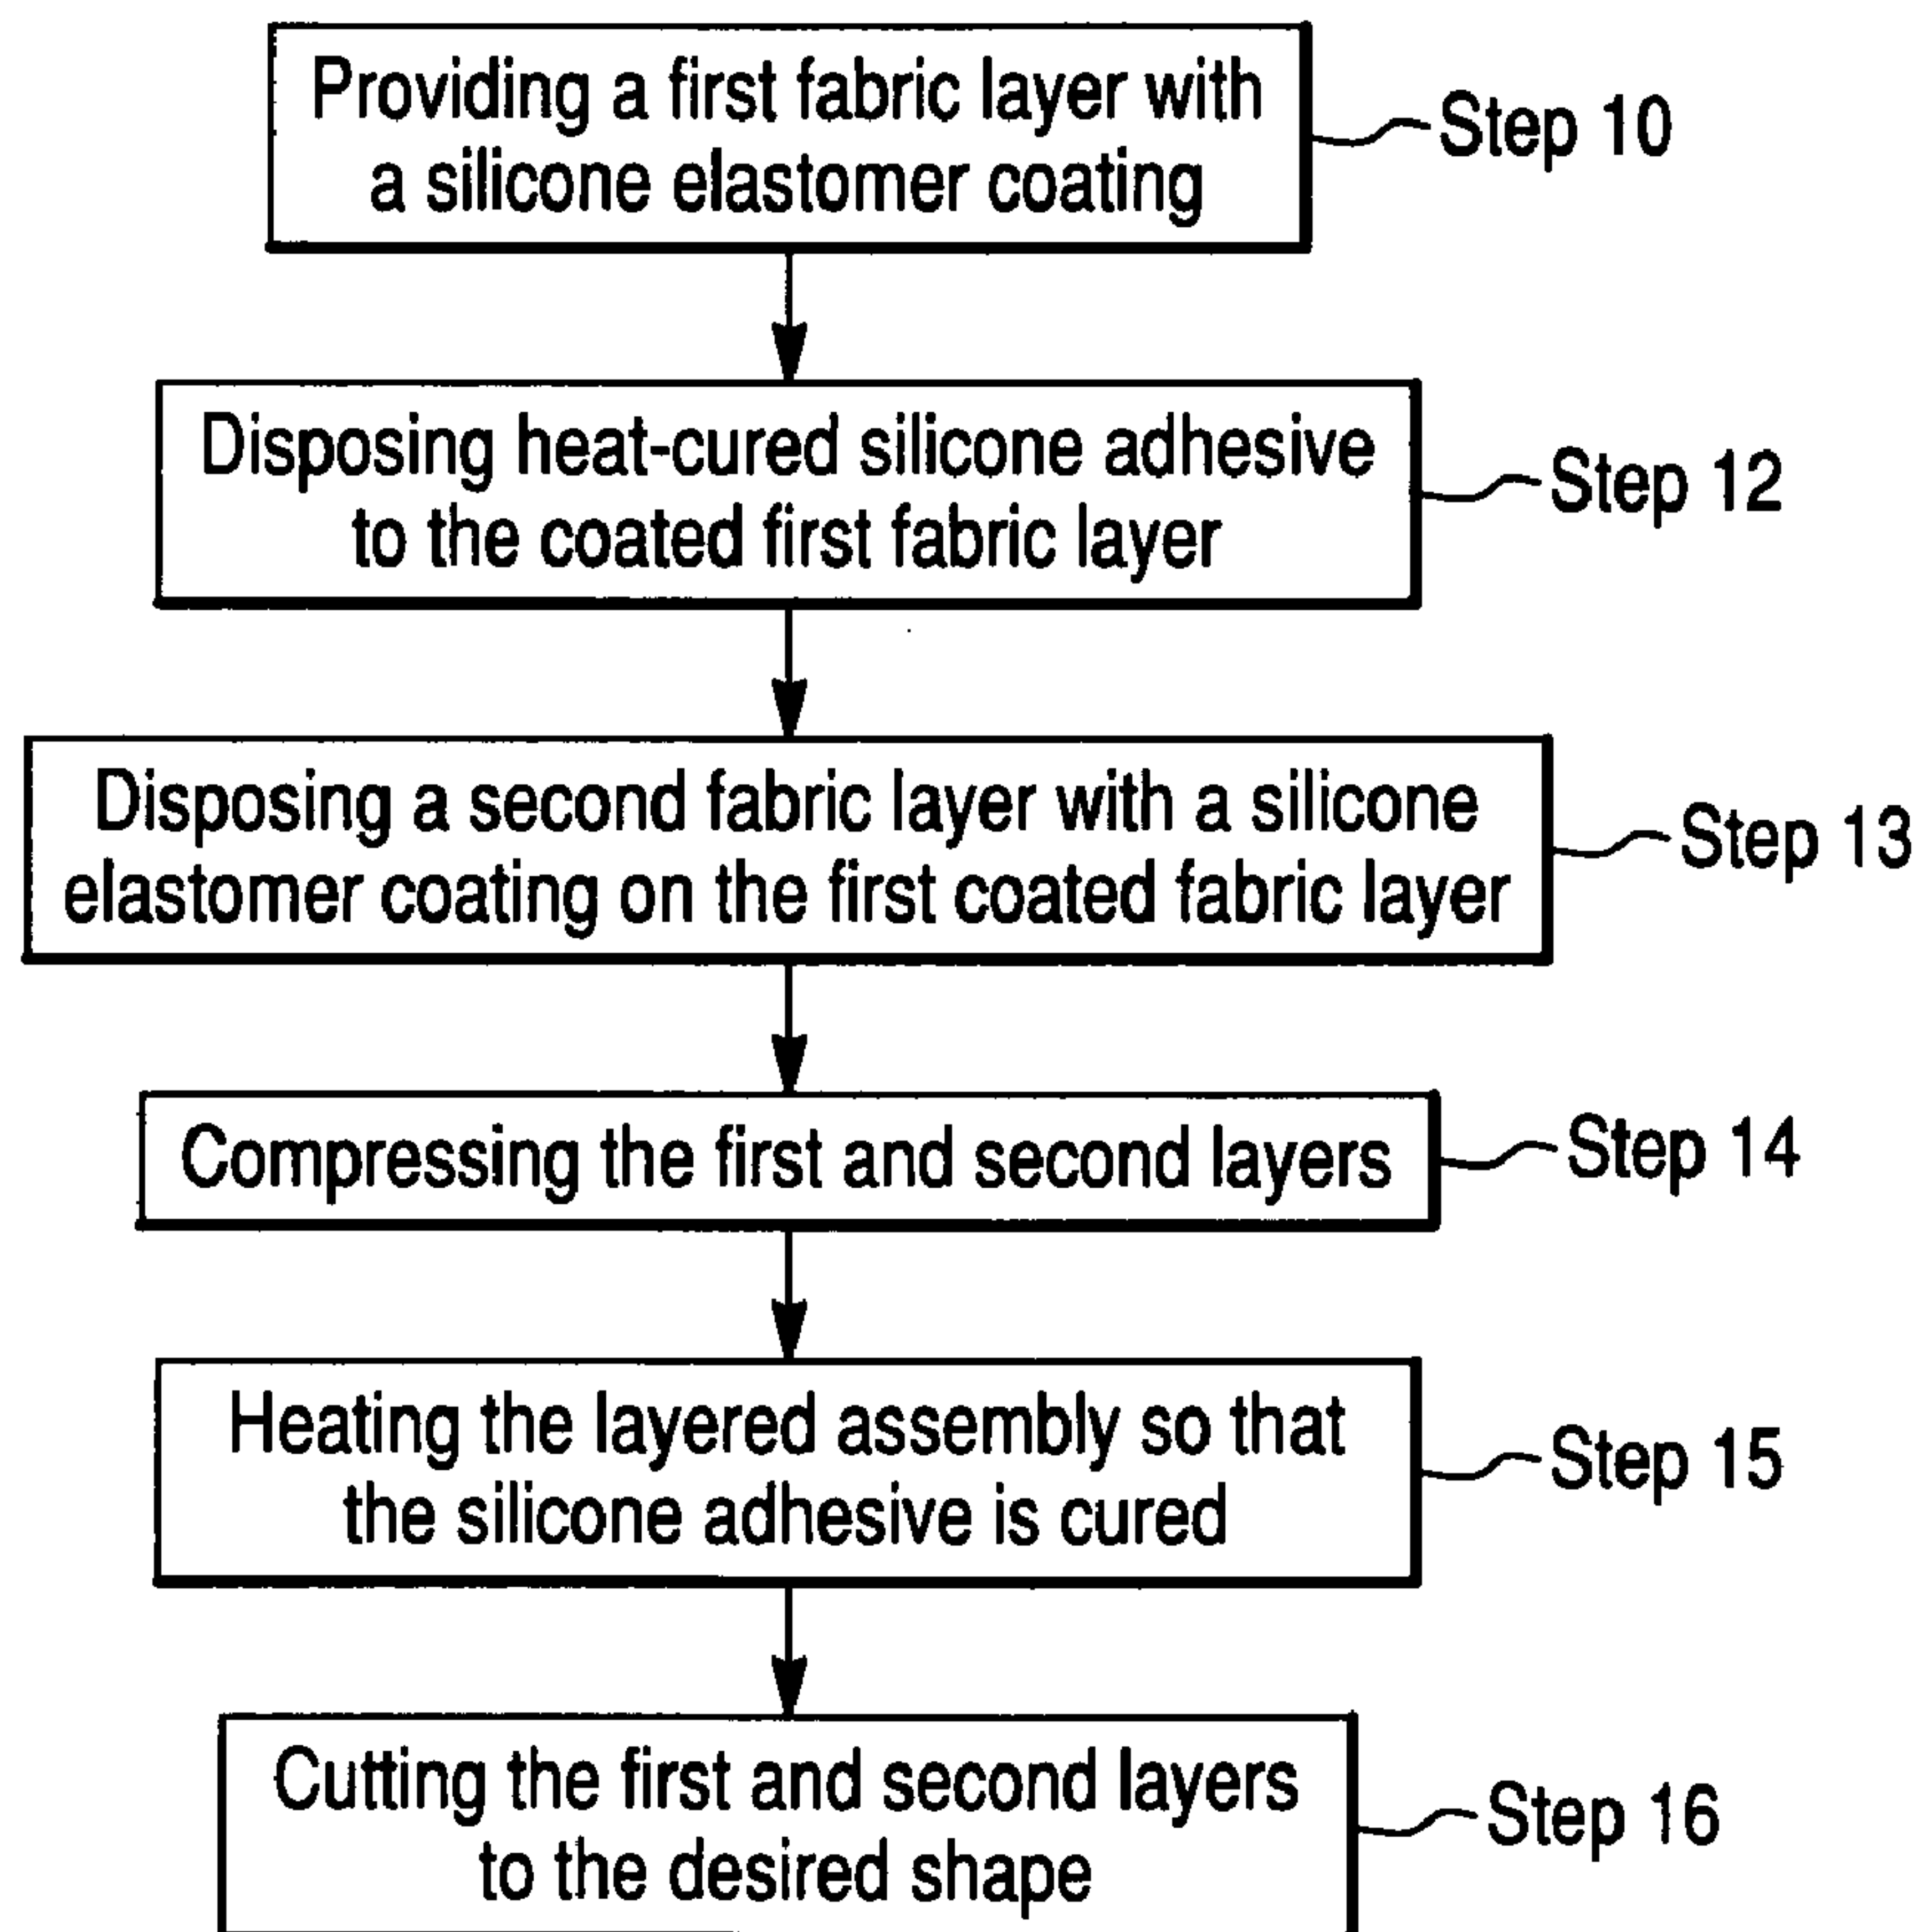 Providing a first fabric layer with
a silicone elastomer coating
Step 10
Disposing heat-cured silicone adhesive
to the coated first fabric layer
Step 12
Disposing a second fabric layer with a silicone
elastomer coating on the first coated fabric layer
Step 13
Compressing the first and second layers
Step 14
Heating the layered assembly so that
the silicone adhesive is cured
Step 15
Cutting the first and second layers
to the desired shape
Step 16